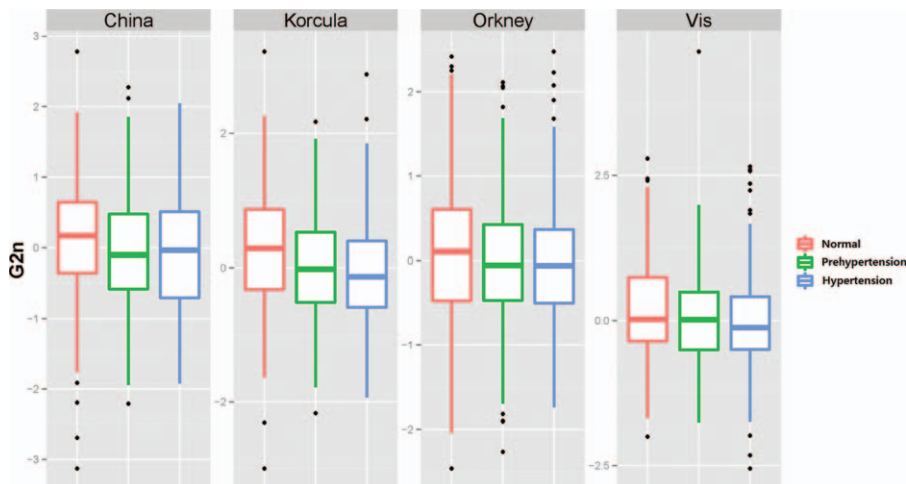 China
Korcula
Orkney
Vis
G2n
3
2
1
0
−1
−2
−3
2
0
−2
2
1
0
−1
−2
2.5
0.0
−2.5
Normal
Prehypertension
Hypertension